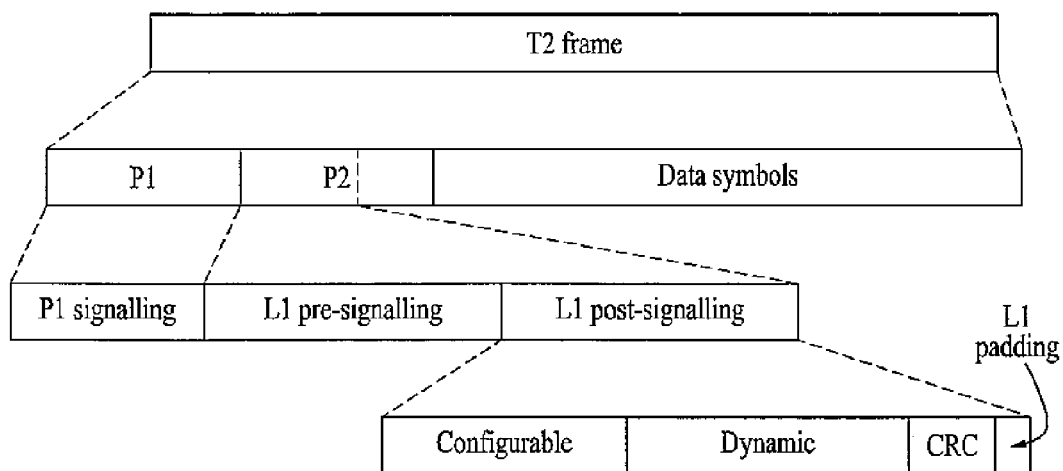 T2 frame
P1 P2 Data symbols
P1 signalling L1 pre-signalling L1 post-signalling
L1
padding
Configurable Dynamic CRC